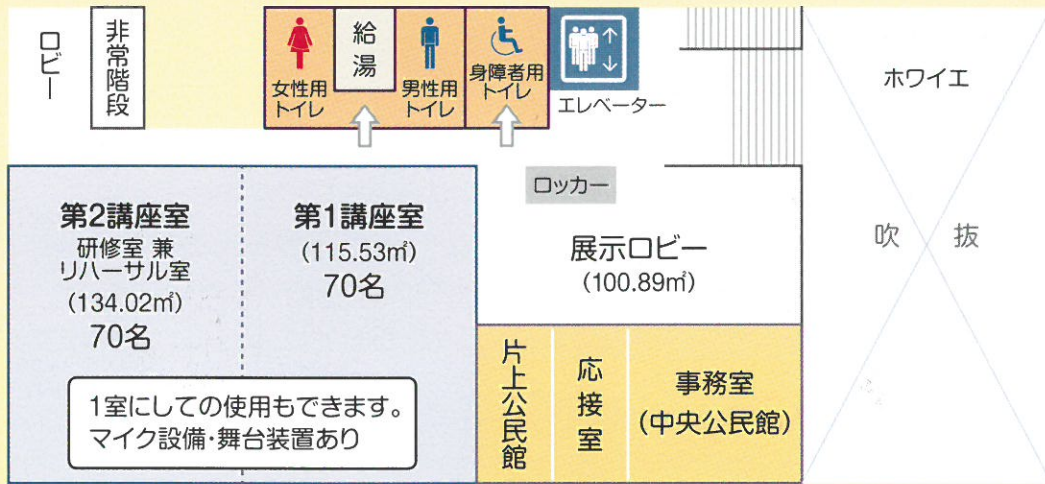 ロビー
非常階段
女性用
トイレ
給湯
男性用
トイレ
身障者用
トイレ
エレベーター
ホワイエ
吹抜
ロッカー
第2講座室
研修室 兼
リハーサル室
(134.02㎡)
70名
第1講座室
(115.53㎡)
70名
展示ロビー
(100.89㎡)
1室にしての使用もできます。
マイク設備・舞台装置あり
片上公民館
応接室
事務室
(中央公民館)